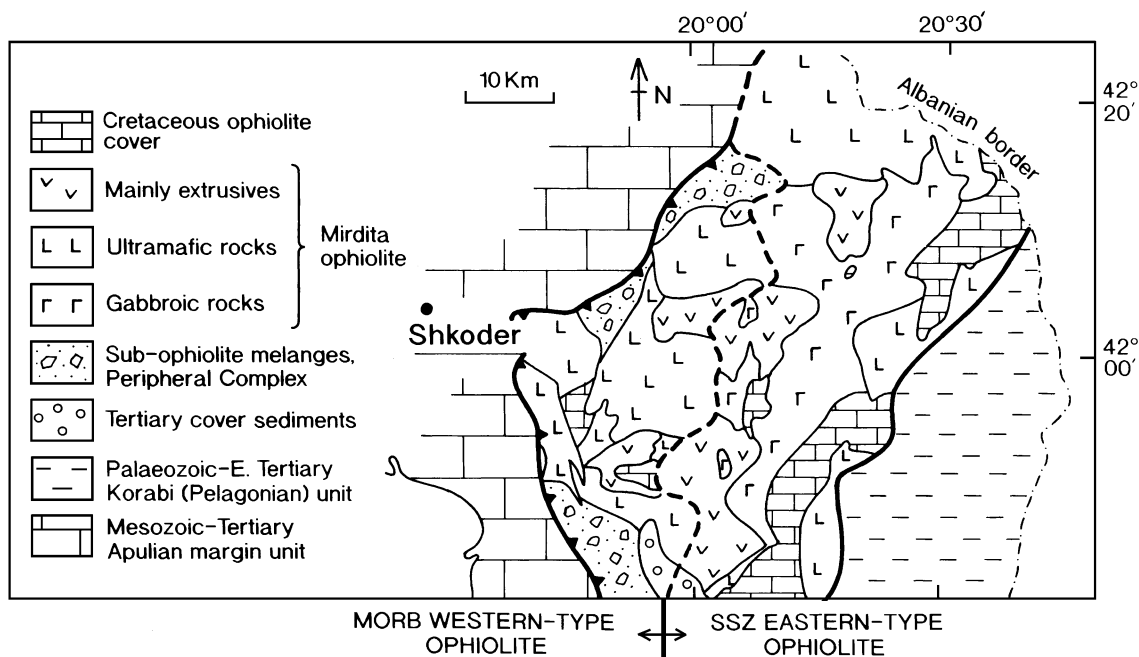 20°00′ 20°30′
10 Km
N
Albanian border
42°
20′
Cretaceous ophiolite
cover
Mainly extrusives
Ultramafic rocks
Gabbroic rocks
Mirdita
ophiolite
Sub-ophiolite melanges,
Peripheral Complex
Tertiary cover sediments
Palaeozoic-E. Tertiary
Korabi (Pelagonian) unit
Mesozoic-Tertiary
Apulian margin unit
Shkoder
42°
00′
MORB WESTERN-TYPE
OPHIOLITE
SSZ EASTERN-TYPE
OPHIOLITE